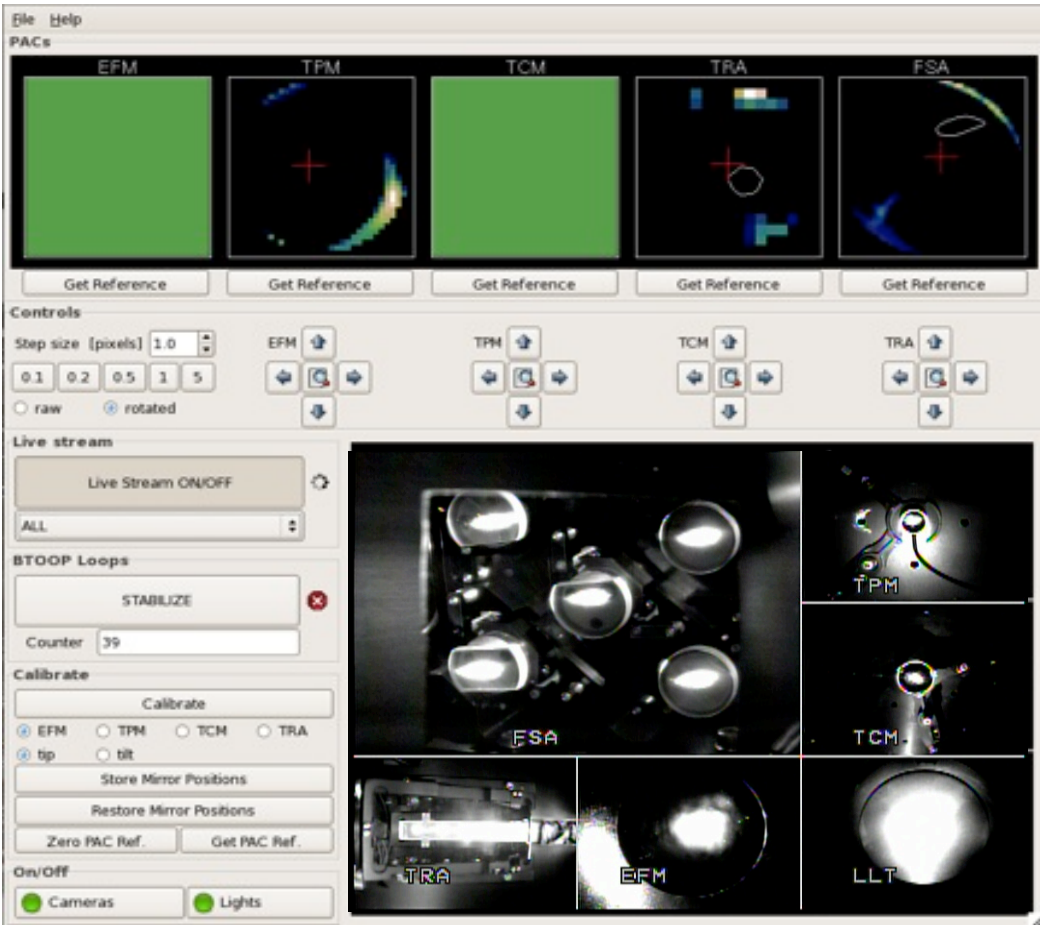 File Help
PACs
EFM TPM TCM TRA FSA
Get Reference Get Reference Get Reference Get Reference Get Reference
Controls
Step size [pixels] 1.0 EFM TPM TCM TRA
0.1 0.2 0.5 1 5
raw rotated
Live stream
Live Stream ON/OFF
ALL
BTOOP Loops
STABILIZE
Counter 39
Calibrate
Calibrate
EFM TPM TCM TRA
tip tilt
Store Mirror Positions
Restore Mirror Positions
Zero PAC Ref. Get PAC Ref.
On/Off
Cameras Lights
TPM
FSA TCM
TRA EFM LLT